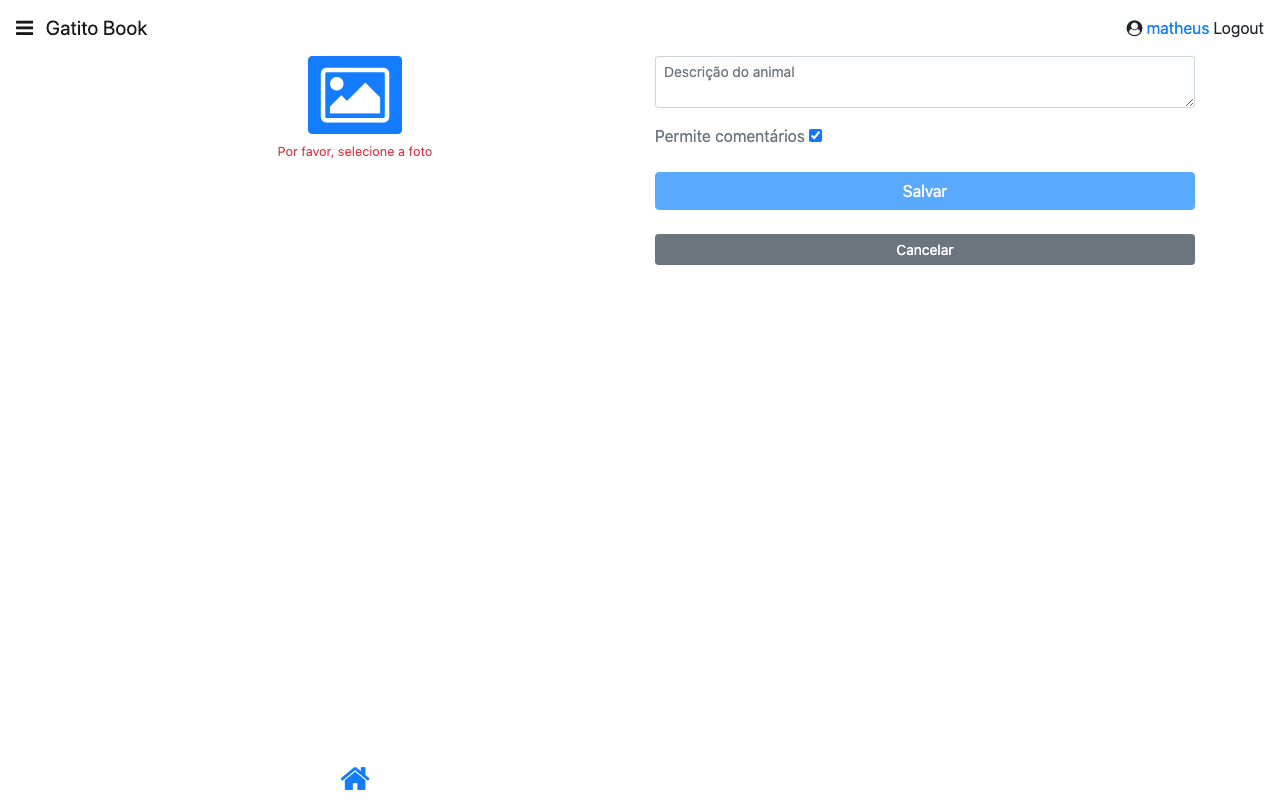 Gatito Book
matheus Logout
Por favor, selecione a foto
Descrição do animal
Permite comentários
Salvar
Cancelar